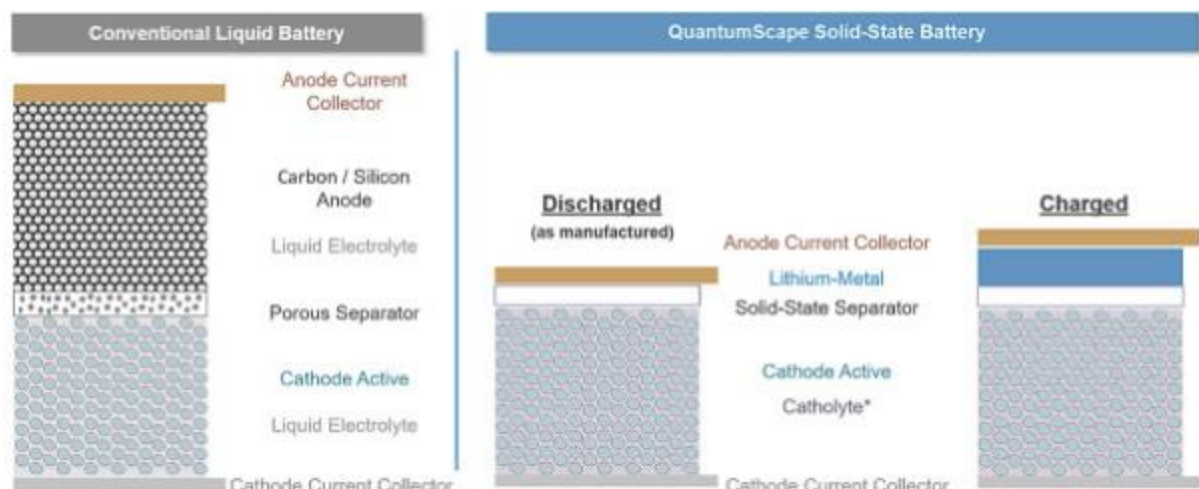 Conventional Liquid Battery
Anode Current
Collector
Carbon / Silicon
Anode
Liquid Electrolyte
Porous Separator
Cathode Active
Liquid Electrolyte
Cathode Current Collector
QuantumScape Solid-State Battery
Discharged
(as manufactured)
Charged
Anode Current Collector
Lithium-Metal
Solid-State Separator
Cathode Active
Catholyte*
Cathode Current Collector